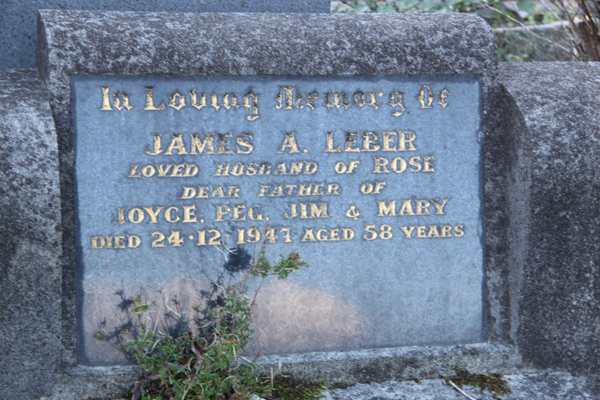 In Loving Memory Of
JAMES A. LEBER
LOVED HUSBAND OF ROSE
DEAR FATHER OF
JOYCE, PEG, JIM & MARY
DIED 24·12·1947 AGED 58 YEARS